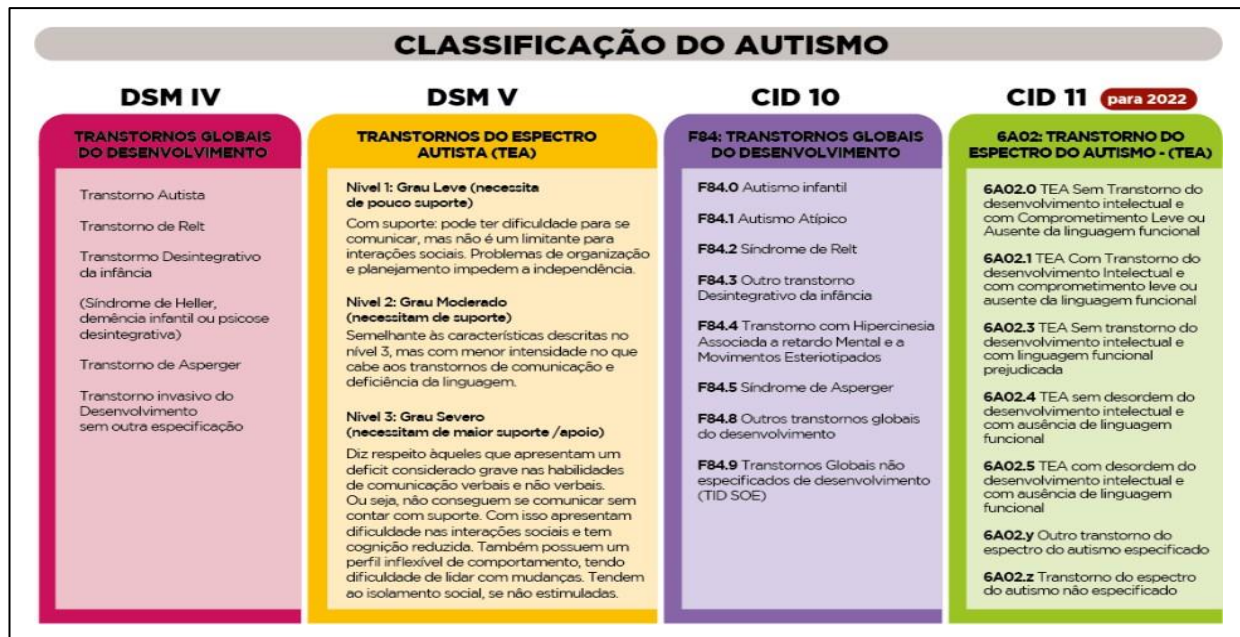 CLASSIFICAÇÃO DO AUTISMO
DSM IV
TRANSTORNOS GLOBAIS
DO DESENVOLVIMENTO
Transtorno Autista
Transtorno de Relt
Transtormo Desintegrativo
da infância
(Síndrome de Heller,
demência infantil ou psicose
desintegrativa)
Transtorno de Asperger
Transtorno invasivo do
Desenvolvimento
sem outra especificação
DSM V
TRANSTORNOS DO ESPECTRO
AUTISTA (TEA)
Nivel 1: Grau Leve (necessita
de pouco suporte)
Com suporte: pode ter dificuldade para se
comunicar, mas não é um limitante para
interações sociais. Problemas de organização
e planejamento impedem a independência.
Nível 2: Grau Moderado
(necessitam de suporte)
Semelhante às características descritas no
nível 3, mas com menor intensidade no que
cabe aos transtornos de comunicação e
deficiência da linguagem.
Nível 3: Grau Severo
(necessitam de maior suporte /apoio)
Diz respeito àqueles que apresentam um
deficit considerado grave nas habilidades
de comunicação verbais e não verbais.
Ou seja, não conseguem se comunicar sem
contar com suporte. Com isso apresentam
dificuldade nas interações sociais e tem
cognição reduzida. Também possuem um
perfil inflexível de comportamento, tendo
dificuldade de lidar com mudanças. Tendem
ao isolamento social, se não estimuladas.
CID 10
F84: TRANSTORNOS GLOBAIS
DO DESENVOLVIMENTO
F84.0 Autismo infantil
F84.1 Autismo Atípico
F84.2 Síndrome de Relt
F84.3 Outro transtorno
Desintegrativo da infância
F84.4 Transtorno com Hipercinesia
Associada a retardo Mental e a
Movimentos Esteriotipados
F84.5 Síndrome de Asperger
F84.8 Outros transtornos globais
do desenvolvimento
F84.9 Transtornos Globais não
especificados de desenvolvimento
(TID SOE)
CID 11 para 2022
6A02: TRANSTORNO DO
ESPECTRO DO AUTISMO - (TEA)
6A02.0 TEA Sem Transtorno do
desenvolvimento intelectual e
com Comprometimento Leve ou
Ausente da linguagem funcional
6A02.1 TEA Com Transtorno do
desenvolvimento Intelectual e
com comprometimento leve ou
ausente da linguagem funcional
6A02.3 TEA Sem transtorno do
desenvolvimento intelectual e
com linguagem funcional
prejudicada
6A02.4 TEA sem desordem do
desenvolvimento intelectual e
com ausência de linguagem
funcional
6A02.5 TEA com desordem do
desenvolvimento intelectual e
com ausência de linguagem
funcional
6A02.y Outro transtorno do
espectro do autismo especificado
6A02.z Transtorno do espectro
do autismo não especificado